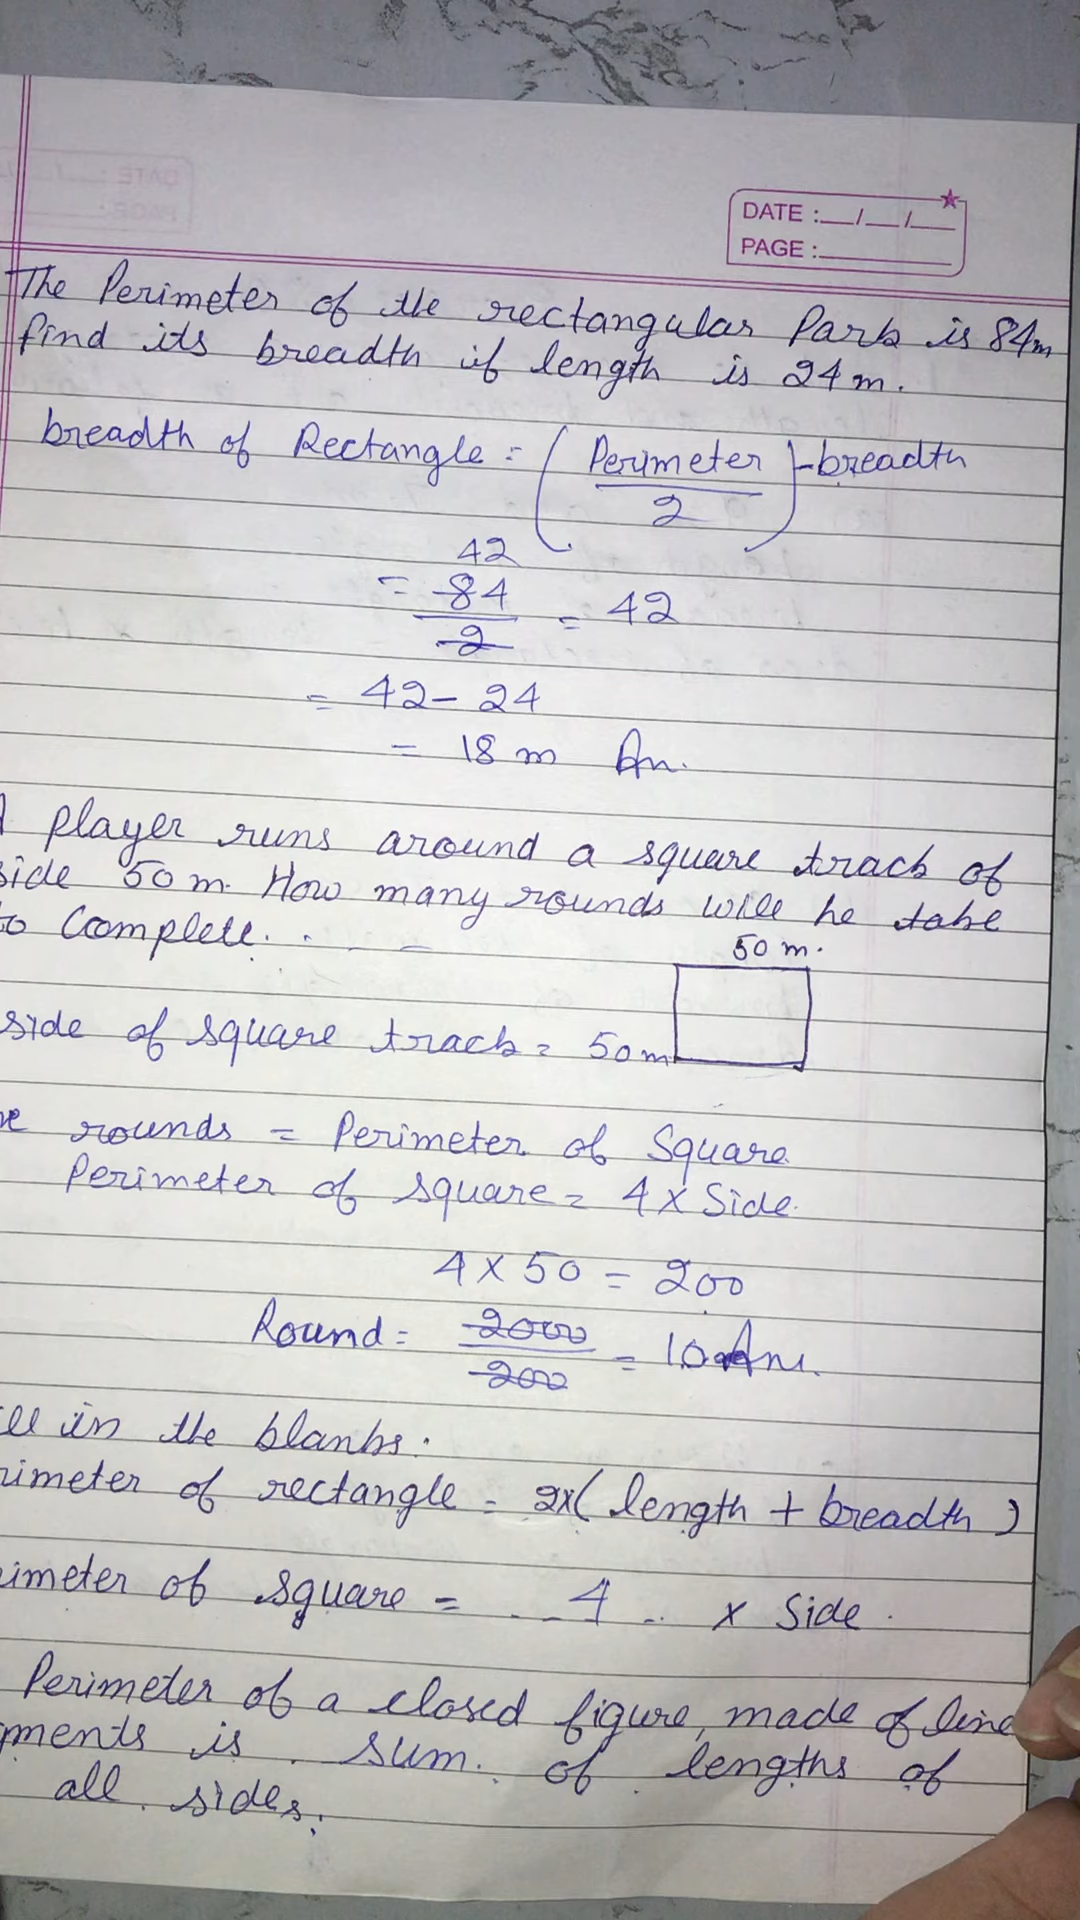 DATE :__/__/__
PAGE :
The Perimeter of the rectangular Park is 84m
find its breadth if length is 24 m.
breadth of Rectangle = (Perimeter / 2) - breadth
42
= 84 / 2 = 42
= 42 - 24
= 18 m An.
player runs around a square track of
side 50 m. How many rounds will he take
to Complete. . _ _
50 m.
side of square track = 50m
rounds = Perimeter of Square
Perimeter of square = 4 x Side.
4 x 50 = 200
Round = 2000 / 200 = 10 Ans.
in the blanks.
rimeter of rectangle = 2x( length + breadth )
imeter of square = _ 4 _ x Side.
Perimeter of a closed figure, made of line
gments is sum. of lengths of
all sides.